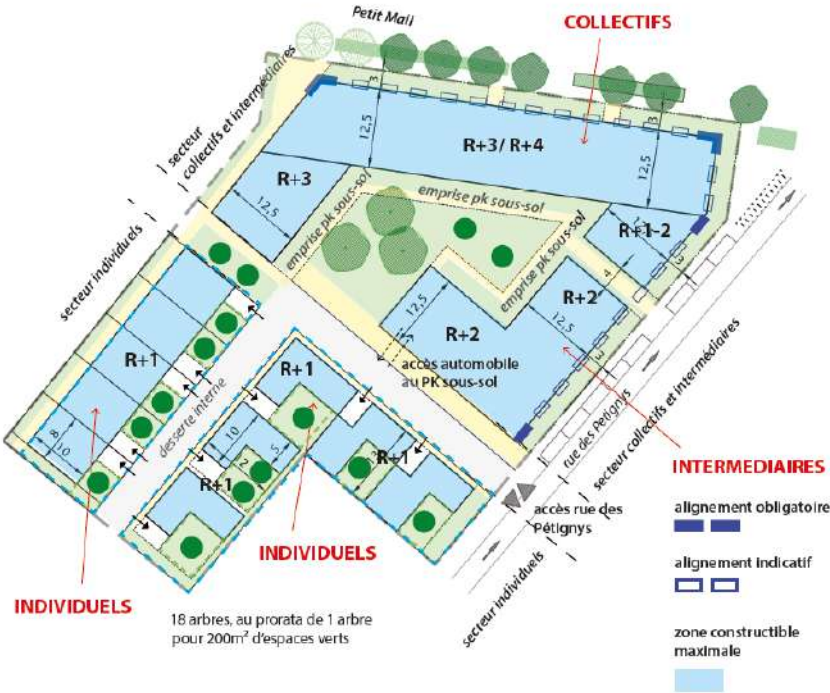 Petit Mail
COLLECTIFS
secteur
collectifs et intermédiaires
3
3
12,5
R+3/ R+4
12,5
R+3
12,5
emprise pk sous-sol
emprise pk sous-sol
emprise pk sous-sol
R+1-2
3
4
secteur individuels
R+2
12,5
R+2
12,5
3
R+1
accès automobile
au PK sous-sol
R+1
desserte interne
rue des Pétignys
secteur collectifs et intermédiaires
8
10
10
5
2
R+1
R+1
INTERMEDIAIRES
accès rue des
Pétignys
alignement obligatoire
INDIVIDUELS
alignement indicatif
INDIVIDUELS
secteur individuels
18 arbres, au prorata de 1 arbre
pour 200m² d'espaces verts
zone constructible
maximale